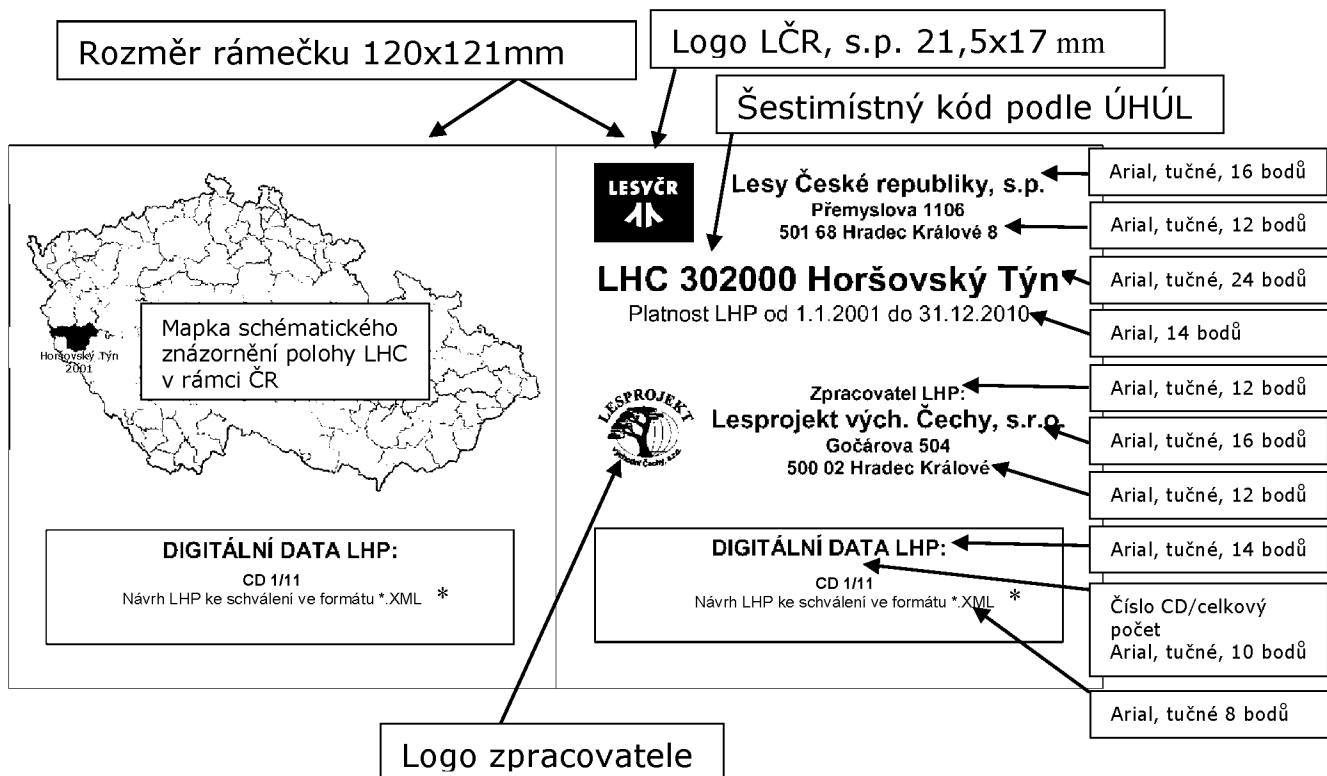 Rozměr rámečku 120x121mm
Logo LČR, s.p. 21,5x17 mm
Šestimístný kód podle ÚHÚL
Horšovský Týn
2001
Mapka schématického
znázornění polohy LHC
v rámci ČR
DIGITÁLNÍ DATA LHP:
CD 1/11
Návrh LHP ke schválení ve formátu *.XML *
LESYČR
Lesy České republiky, s.p.
Přemyslova 1106
501 68 Hradec Králové 8
LHC 302000 Horšovský Týn
Platnost LHP od 1.1.2001 do 31.12.2010
LESPROJEKT
východní Čechy, s.r.o.
Zpracovatel LHP:
Lesprojekt vých. Čechy, s.r.o.
Gočárova 504
500 02 Hradec Králové
DIGITÁLNÍ DATA LHP:
CD 1/11
Návrh LHP ke schválení ve formátu *.XML *
Arial, tučné, 16 bodů
Arial, tučné, 12 bodů
Arial, tučné, 24 bodů
Arial, 14 bodů
Arial, tučné, 12 bodů
Arial, tučné, 16 bodů
Arial, tučné, 12 bodů
Arial, tučné, 14 bodů
Číslo CD/celkový
počet
Arial, tučné, 10 bodů
Arial, tučné 8 bodů
Logo zpracovatele